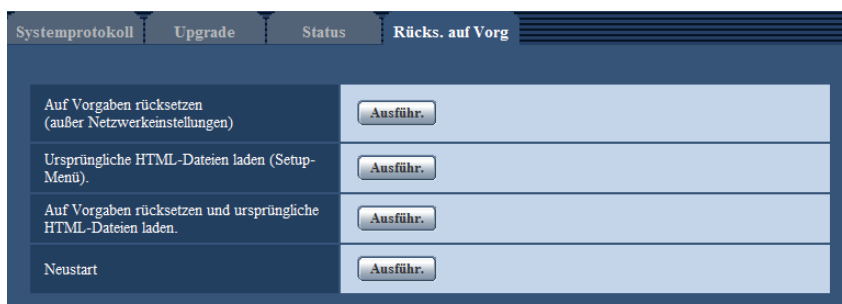 Systemprotokoll Upgrade Status Rücks. auf Vorg
Auf Vorgaben rücksetzen
(außer Netzwerkeinstellungen)
Ausführ.
Ursprüngliche HTML-Dateien laden (Setup-
Menü).
Ausführ.
Auf Vorgaben rücksetzen und ursprüngliche
HTML-Dateien laden.
Ausführ.
Neustart
Ausführ.